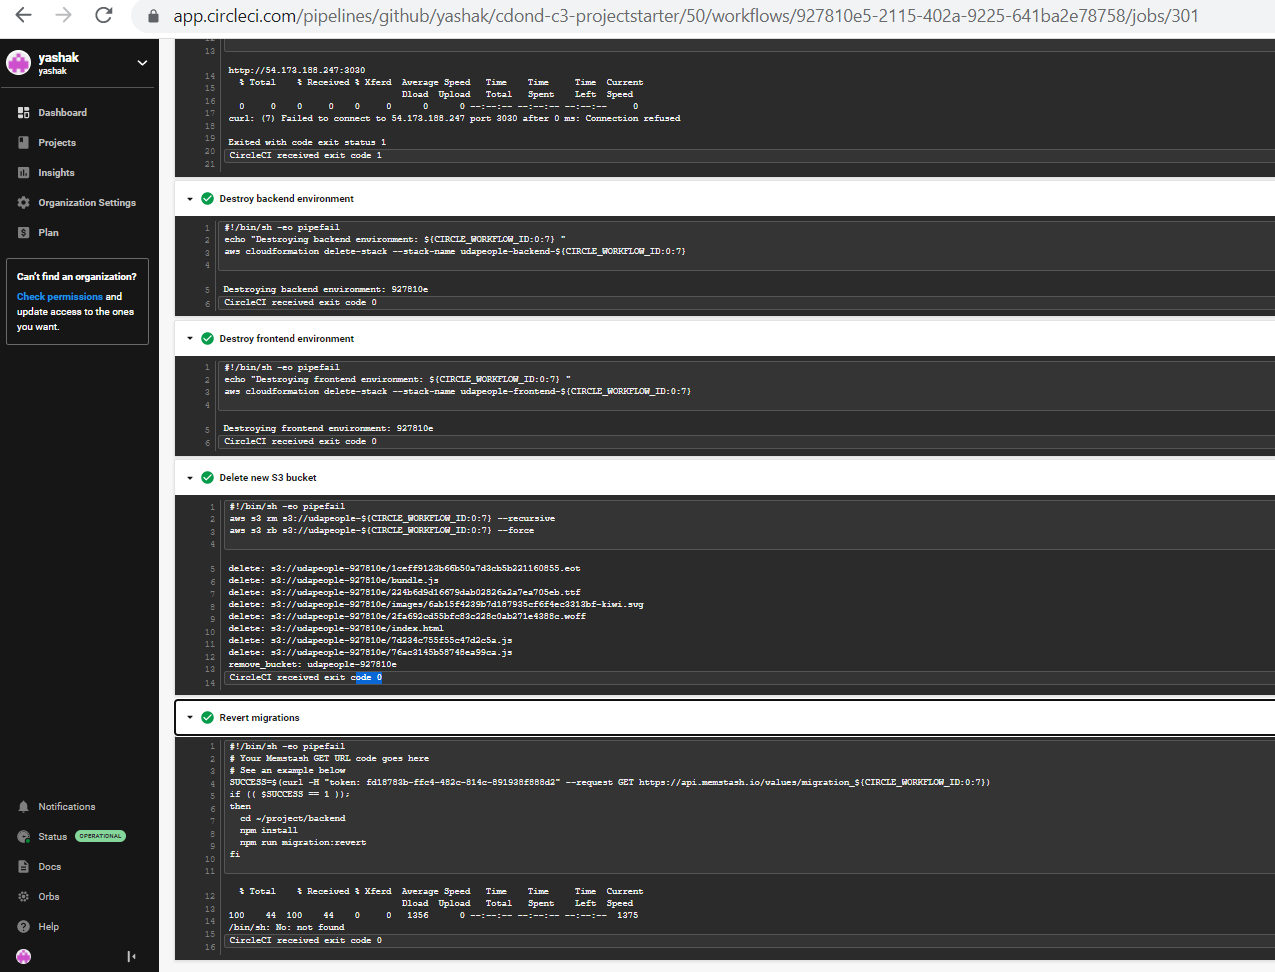 app.circleci.com/pipelines/github/yashak/cdond-c3-projectstarter/50/workflows/927810e5-2115-402a-9225-641ba2e78758/jobs/301
yashak
yashak
Dashboard
Projects
Insights
Organization Settings
$ Plan
Can't find an organization?
Check permissions and
update access to the ones
you want.
Notifications
Status OPERATIONAL
Docs
Orbs
? Help
13
14 http://54.173.188.247:3030
15 % Total % Received % Xferd Average Speed Time Time Time Current
16 Dload Upload Total Spent Left Speed
17 0 0 0 0 0 0 0 0 --:--:-- --:--:-- --:--:-- 0
18 curl: (7) Failed to connect to 54.173.188.247 port 3030 after 0 ms: Connection refused
19
20 Exited with code exit status 1
21 CircleCI received exit code 1
Destroy backend environment
1 #!/bin/sh -eo pipefail
2 echo "Destroying backend environment: ${CIRCLE_WORKFLOW_ID:0:7} "
3 aws cloudformation delete-stack --stack-name udapeople-backend-${CIRCLE_WORKFLOW_ID:0:7}
4
5 Destroying backend environment: 927810e
6 CircleCI received exit code 0
Destroy frontend environment
1 #!/bin/sh -eo pipefail
2 echo "Destroying frontend environment: ${CIRCLE_WORKFLOW_ID:0:7} "
3 aws cloudformation delete-stack --stack-name udapeople-frontend-${CIRCLE_WORKFLOW_ID:0:7}
4
5 Destroying frontend environment: 927810e
6 CircleCI received exit code 0
Delete new S3 bucket
1 #!/bin/sh -eo pipefail
2 aws s3 rm s3://udapeople-${CIRCLE_WORKFLOW_ID:0:7} --recursive
3 aws s3 rb s3://udapeople-${CIRCLE_WORKFLOW_ID:0:7} --force
4
5 delete: s3://udapeople-927810e/1ceff9123b66b50a7d3cb5b221160855.eot
6 delete: s3://udapeople-927810e/bundle.js
7 delete: s3://udapeople-927810e/224b6d9d16679dab02826a2a7ea705eb.ttf
8 delete: s3://udapeople-927810e/images/6ab15f4239b7d187935cf6f4ec3313bf-kiwi.svg
9 delete: s3://udapeople-927810e/2fa692cd55bfc83c228c0ab271e4388c.woff
10 delete: s3://udapeople-927810e/index.html
11 delete: s3://udapeople-927810e/7d234c755f55c47d2c5a.js
12 delete: s3://udapeople-927810e/76ac3145b58748ea99ca.js
13 remove_bucket: udapeople-927810e
14 CircleCI received exit code 0
Revert migrations
1 #!/bin/sh -eo pipefail
2 # Your Memstash GET URL code goes here
3 # See an example below
4 SUCCESS=$(curl -H "token: fd18783b-ffc4-482c-814c-891938f888d2" --request GET https://api.memstash.io/values/migration_${CIRCLE_WORKFLOW_ID:0:7})
5 if (( $SUCCESS == 1 ));
6 then
7 cd ~/project/backend
8 npm install
9 npm run migration:revert
10 fi
11
12 % Total % Received % Xferd Average Speed Time Time Time Current
13 Dload Upload Total Spent Left Speed
14 100 44 100 44 0 0 1356 0 --:--:-- --:--:-- --:--:-- 1375
15 /bin/sh: No: not found
16 CircleCI received exit code 0